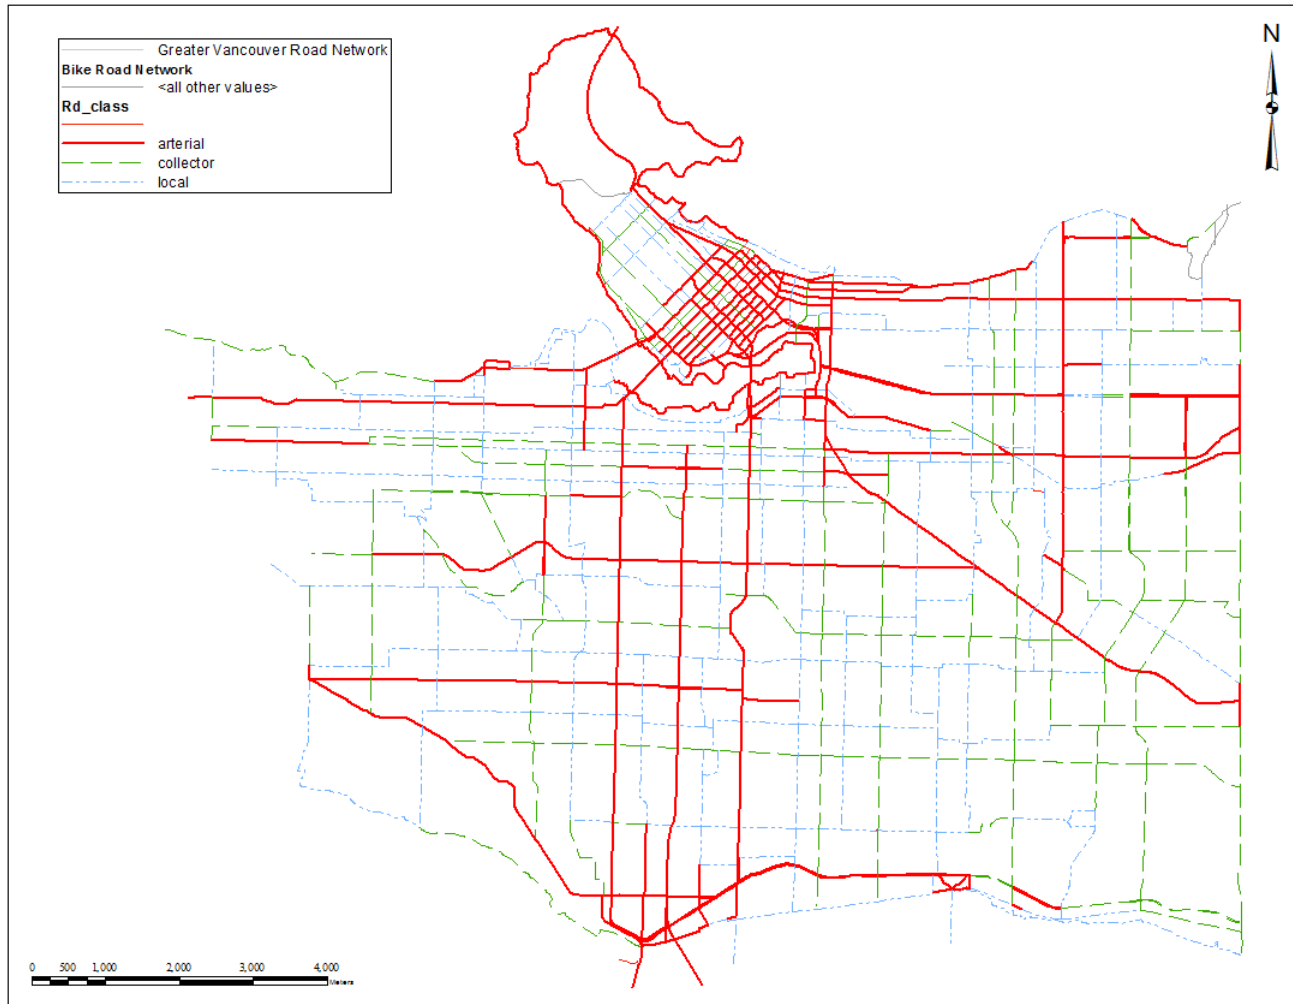 Greater Vancouver Road Network
Bike Road Network
<all other values>
Rd_class
arterial
collector
local
N
0 500 1,000 2,000 3,000 4,000
Meters